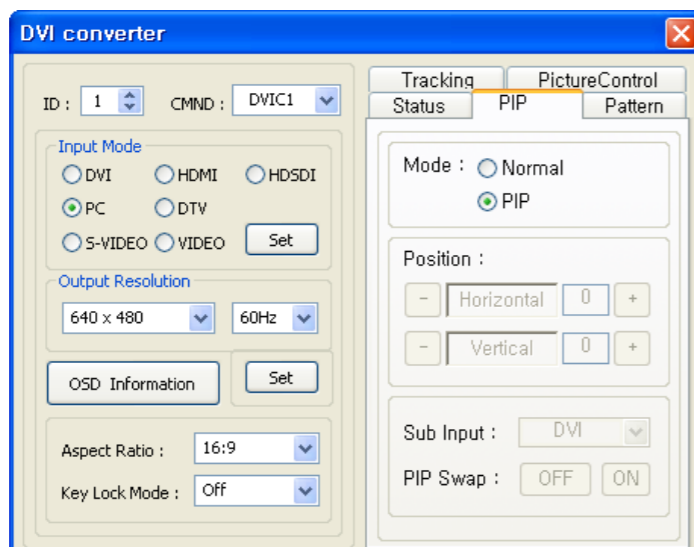 DVI converter
ID : 1 CMND : DVIC1
Input Mode
DVI HDMI HDSDI
PC DTV
S-VIDEO VIDEO Set
Output Resolution
640 x 480 60Hz
OSD Information Set
Aspect Ratio : 16:9
Key Lock Mode : Off
Tracking PictureControl
Status PIP Pattern
Mode : Normal
PIP
Position :
- Horizontal 0 +
- Vertical 0 +
Sub Input : DVI
PIP Swap : OFF ON